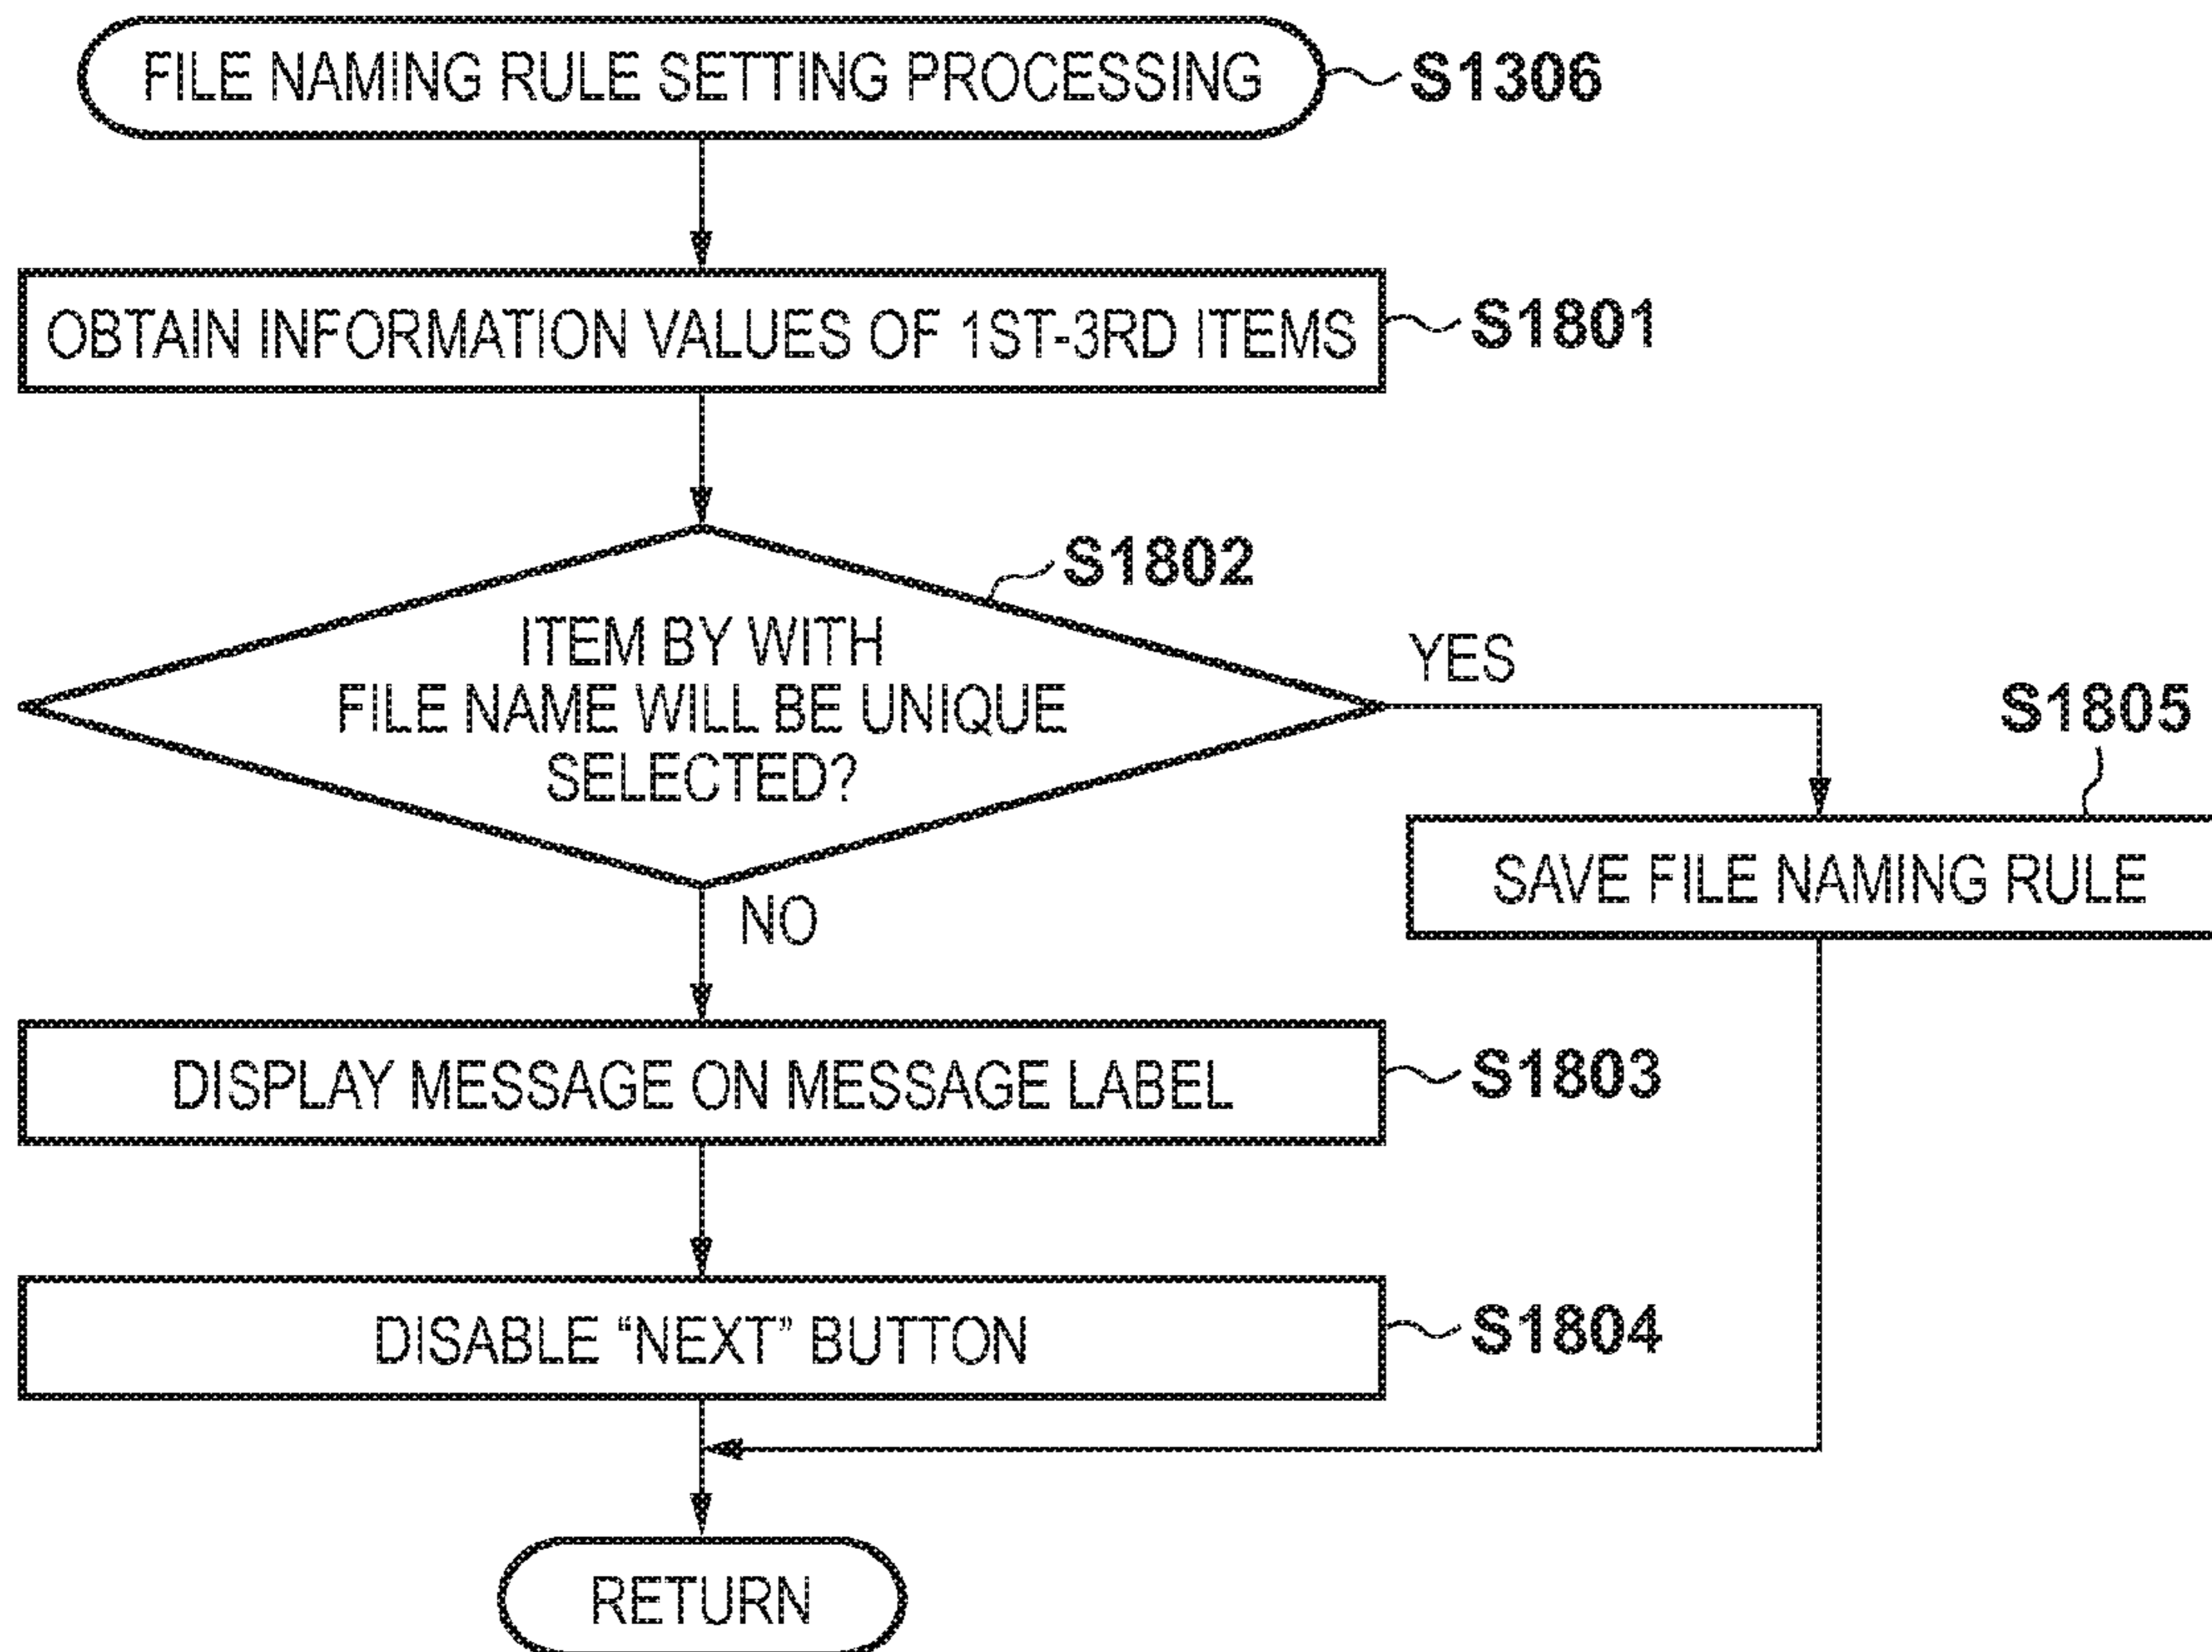 FILE NAMING RULE SETTING PROCESSING
S1306
OBTAIN INFORMATION VALUES OF 1ST-3RD ITEMS
S1801
S1802
ITEM BY WITH
FILE NAME WILL BE UNIQUE
SELECTED?
YES
S1805
SAVE FILE NAMING RULE
NO
DISPLAY MESSAGE ON MESSAGE LABEL
S1803
DISABLE “NEXT” BUTTON
S1804
RETURN